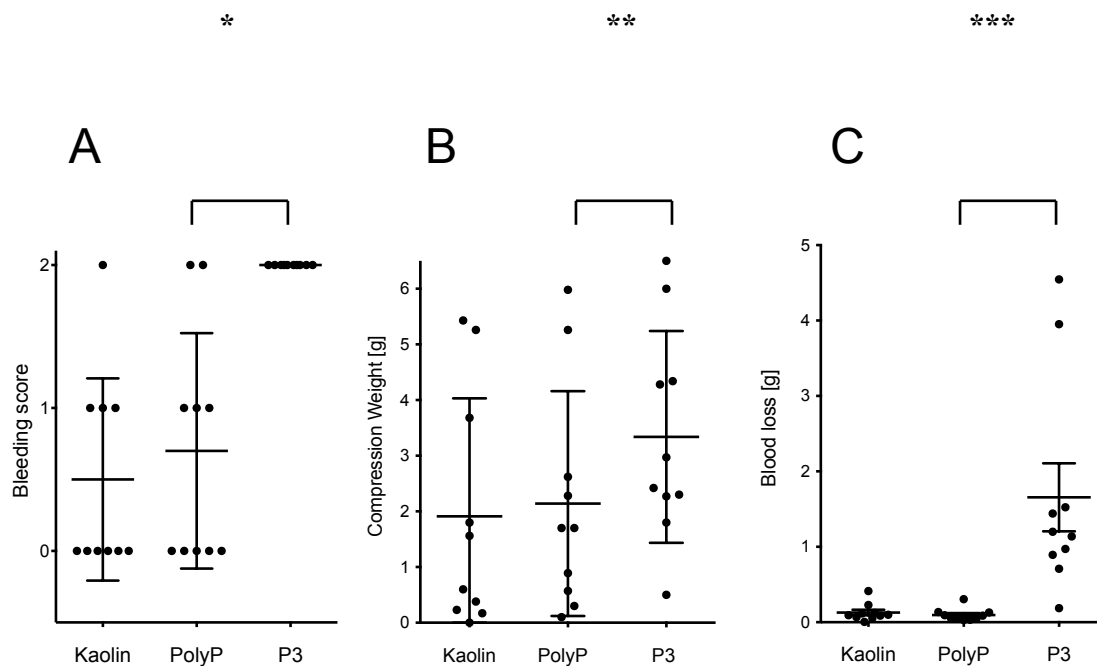 * ** ***
A B C
Bleeding score
2
1
0
Kaolin PolyP P3
Compression Weight [g]
6
5
4
3
2
1
0
Kaolin PolyP P3
Blood loss [g]
5
4
3
2
1
0
Kaolin PolyP P3